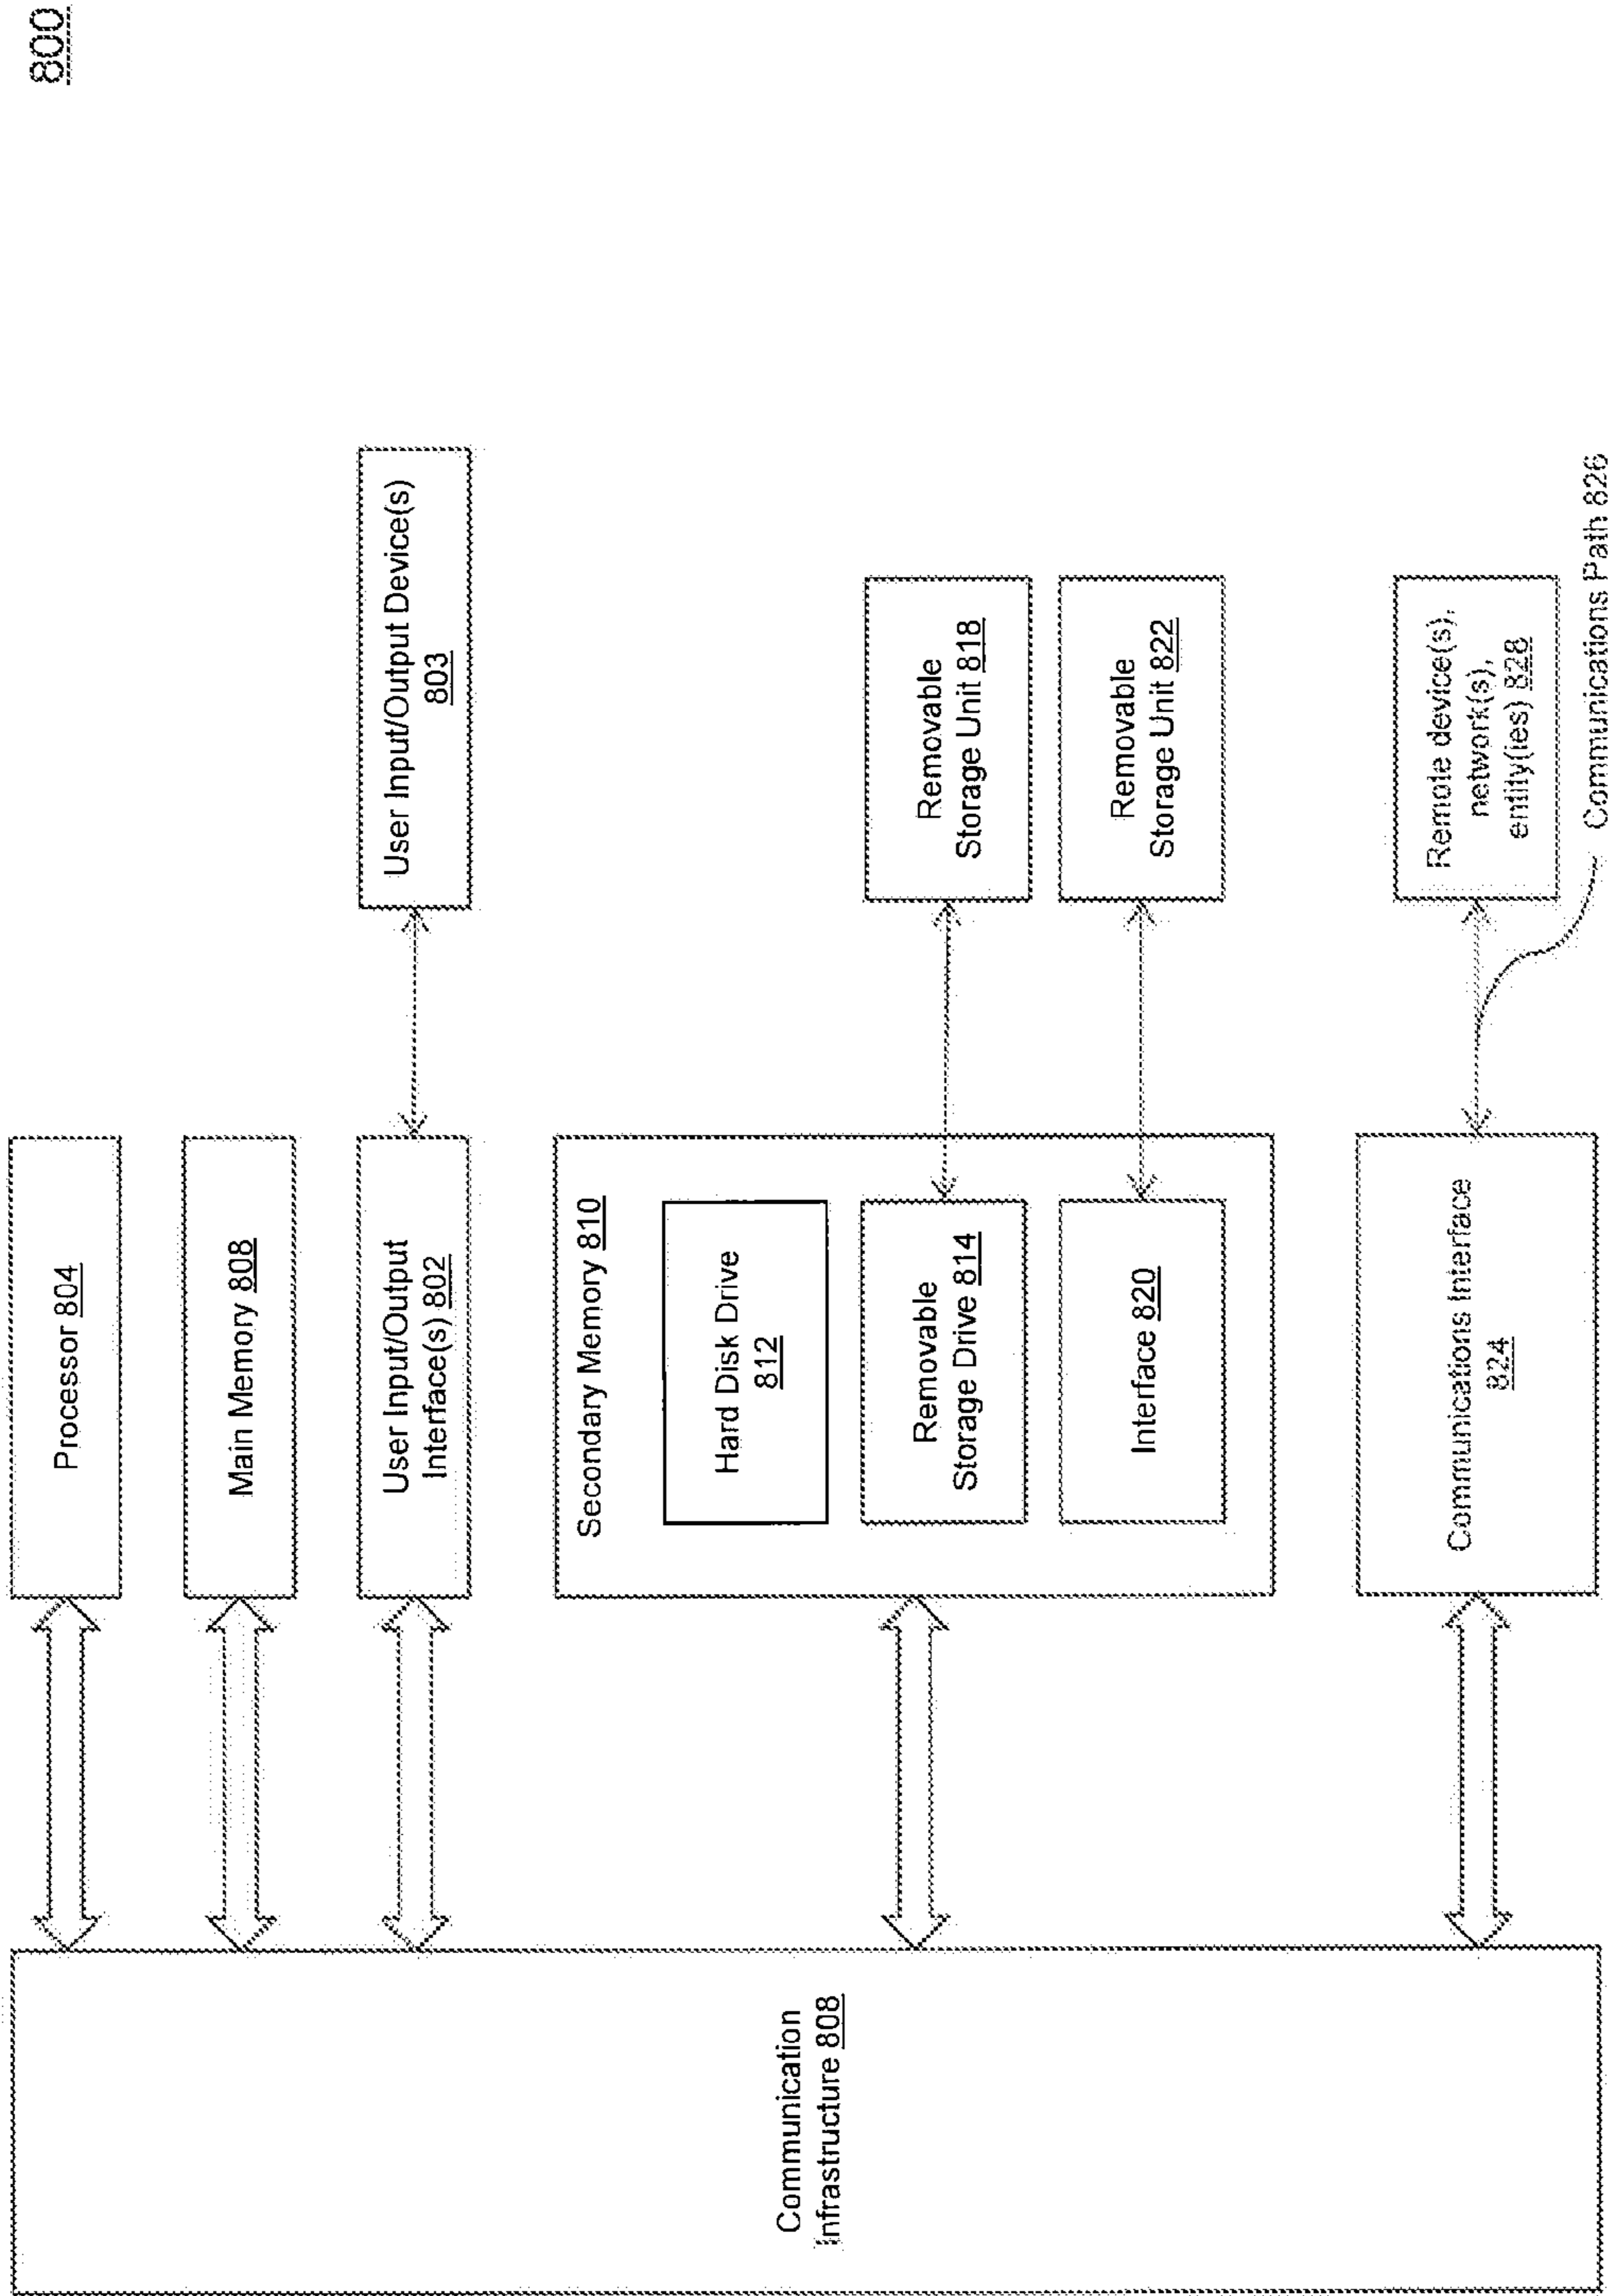 800
Processor 804
Main Memory 808
User Input/Output
Interface(s) 802
User Input/Output Device(s)
803
Secondary Memory 810
Hard Disk Drive
812
Removable
Storage Drive 814
Removable
Storage Unit 818
Interface 820
Removable
Storage Unit 822
Communications Interface
824
Remote device(s),
network(s),
entity(ies) 828
Communications Path 826
Communication
Infrastructure 808